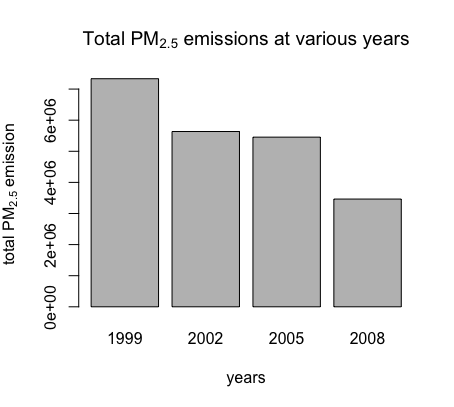 Total PM2.5 emissions at various years
total PM2.5 emission
6e+06
4e+06
2e+06
0e+00
1999 2002 2005 2008
years